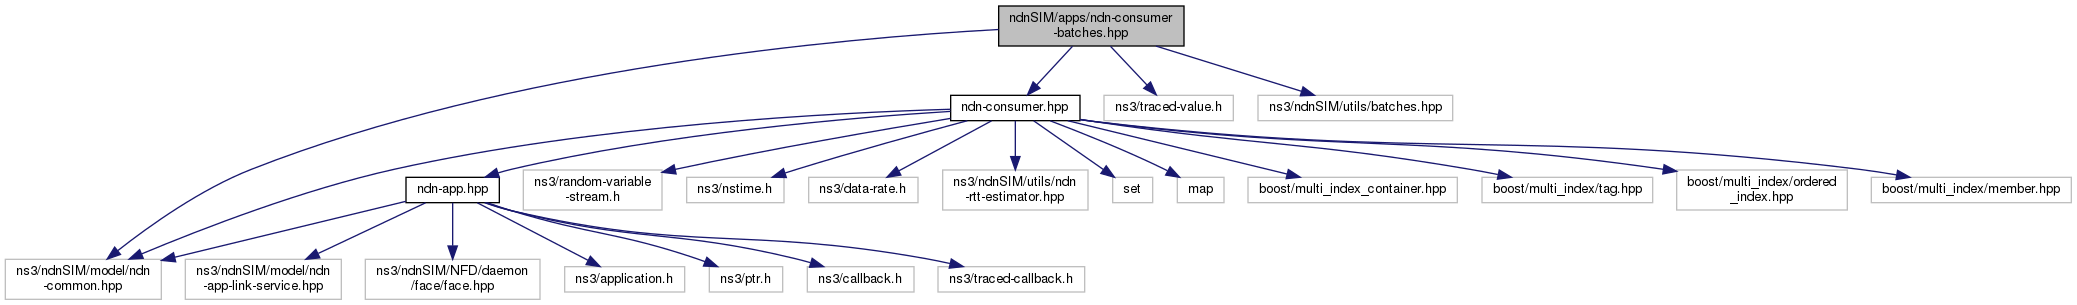 ndnSIM/apps/ndn-consumer
-batches.hpp
ndn-consumer.hpp
ns3/traced-value.h
ns3/ndnSIM/utils/batches.hpp
ndn-app.hpp
ns3/random-variable
-stream.h
ns3/nstime.h
ns3/data-rate.h
ns3/ndnSIM/utils/ndn
-rtt-estimator.hpp
set
map
boost/multi_index_container.hpp
boost/multi_index/tag.hpp
boost/multi_index/ordered
_index.hpp
boost/multi_index/member.hpp
ns3/ndnSIM/model/ndn
-common.hpp
ns3/ndnSIM/model/ndn
-app-link-service.hpp
ns3/ndnSIM/NFD/daemon
/face/face.hpp
ns3/application.h
ns3/ptr.h
ns3/callback.h
ns3/traced-callback.h